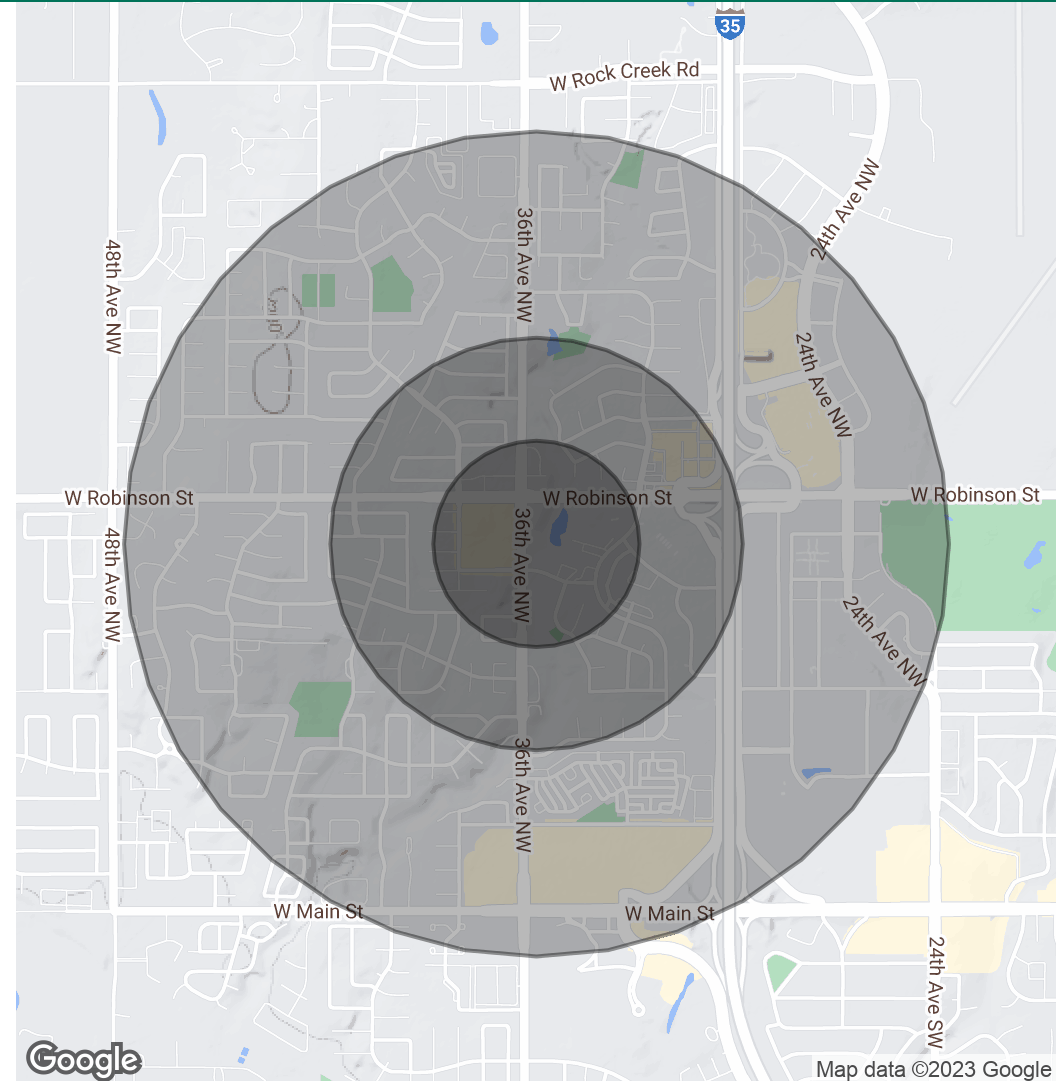 35
W Rock Creek Rd
24th Ave NW
36th Ave NW
48th Ave NW
24th Ave NW
W Robinson St
W Robinson St
W Robinson St
36th Ave NW
48th Ave NW
24th Ave NW
36th Ave NW
W Main St
W Main St
24th Ave SW
Google
Map data ©2023 Google